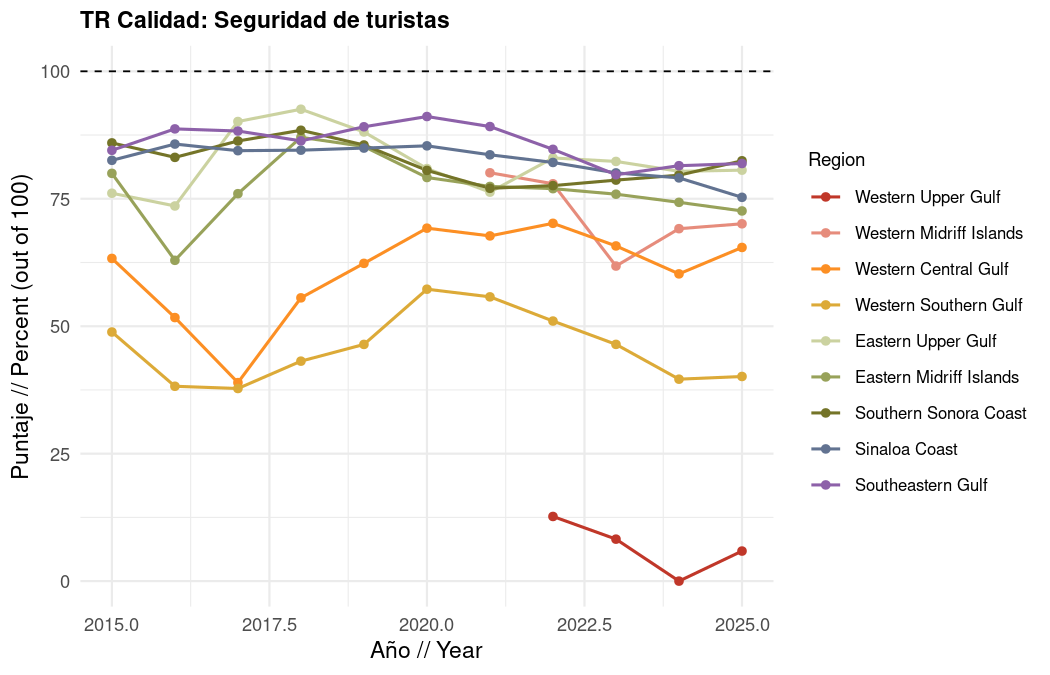 TR Calidad: Seguridad de turistas
Puntaje // Percent (out of 100)
100
75
50
25
0
2015.0
2017.5
2020.0
2022.5
2025.0
Año // Year
Region
Western Upper Gulf
Western Midriff Islands
Western Central Gulf
Western Southern Gulf
Eastern Upper Gulf
Eastern Midriff Islands
Southern Sonora Coast
Sinaloa Coast
Southeastern Gulf